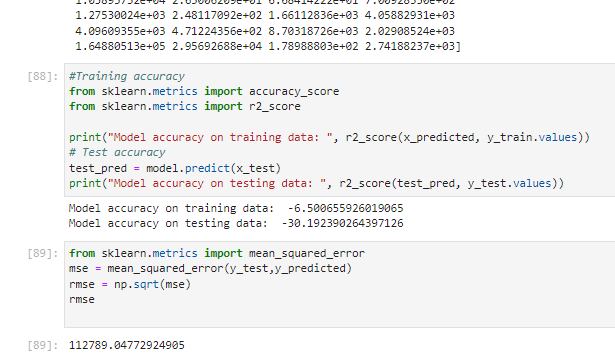 1.27530024e+03 2.48117092e+02 1.66112836e+03 4.05882931e+03
4.09609355e+03 4.71224356e+02 8.70318726e+03 2.02908524e+03
1.64880513e+05 2.95692688e+04 1.78988803e+02 2.74188237e+03]
[88]: #Training accuracy
from sklearn.metrics import accuracy_score
from sklearn.metrics import r2_score
print("Model accuracy on training data: ", r2_score(x_predicted, y_train.values))
# Test accuracy
test_pred = model.predict(x_test)
print("Model accuracy on testing data: ", r2_score(test_pred, y_test.values))
Model accuracy on training data:  -6.500655926019065
Model accuracy on testing data:  -30.192390264397126
[89]: from sklearn.metrics import mean_squared_error
mse = mean_squared_error(y_test,y_predicted)
rmse = np.sqrt(mse)
rmse
[89]: 112789.04772924905